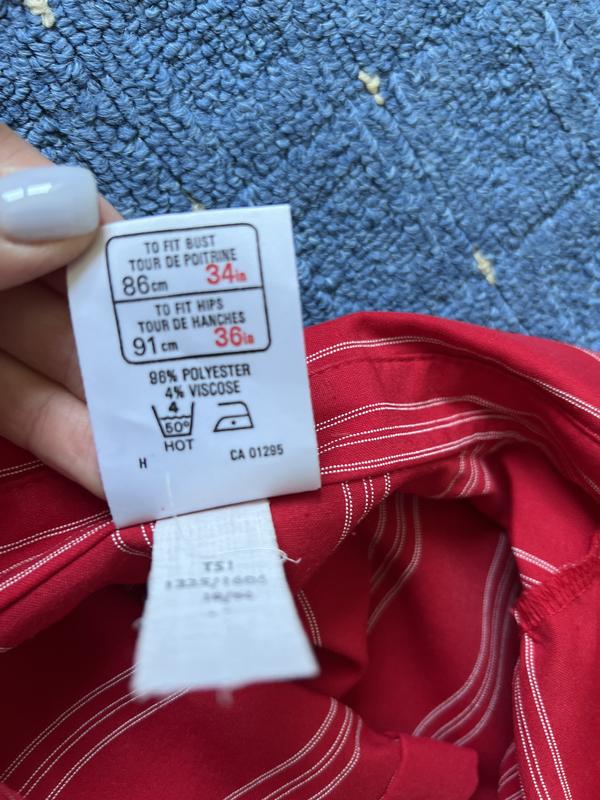 TO FIT BUST
TOUR DE POITRINE
86cm 34in
TO FIT HIPS
TOUR DE HANCHES
91cm 36in
96% POLYESTER
4% VISCOSE
4
50°
HOT
H CA 01295
TS1